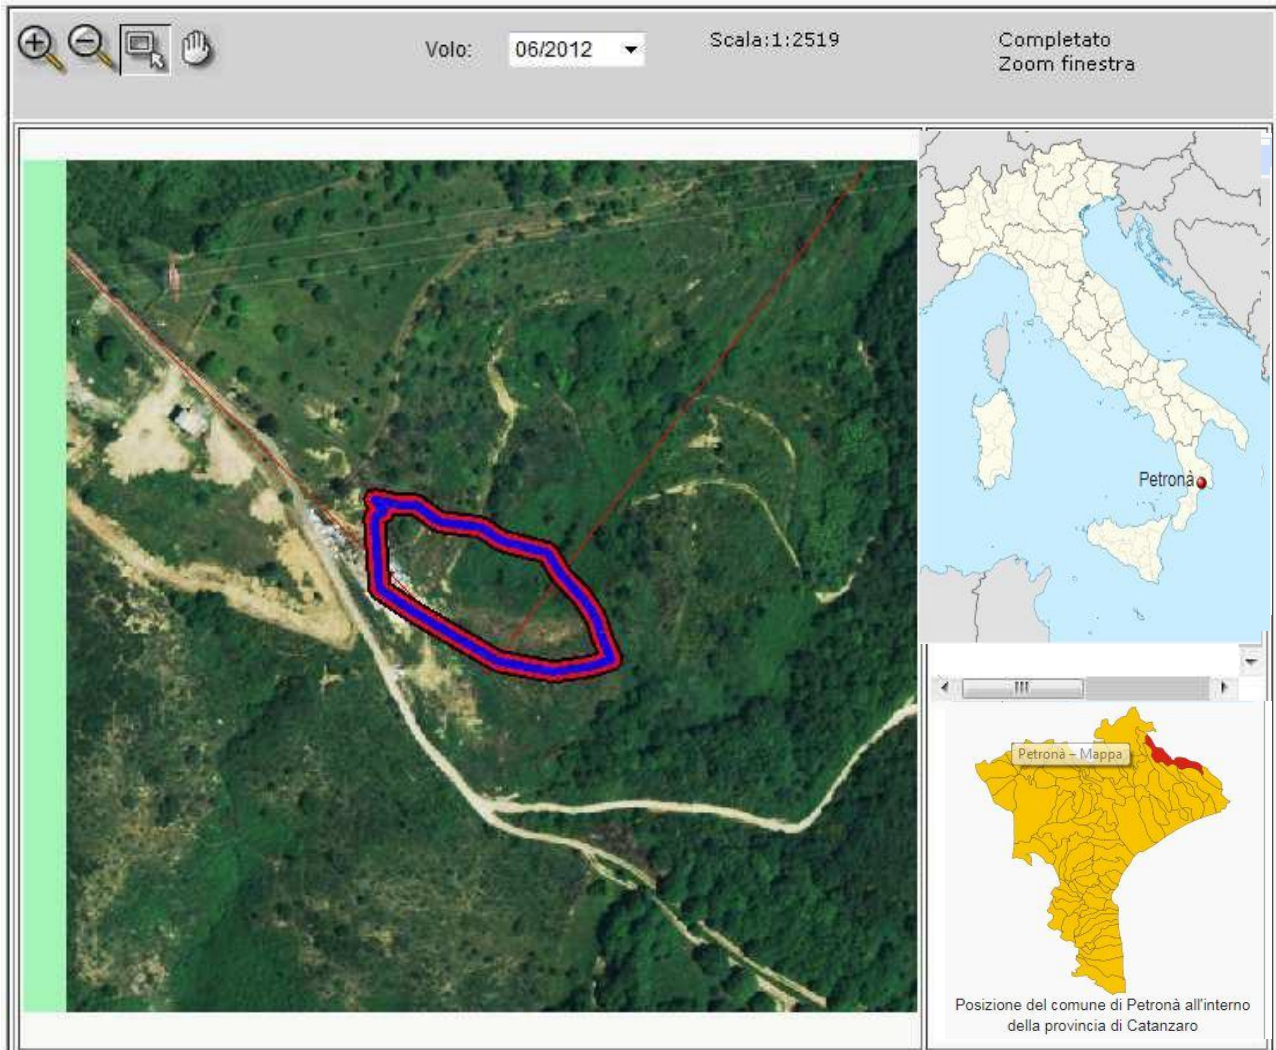 Volo:
06/2012
Scala:1:2519
Completato
Zoom finestra
Petronà
Petronà – Mappa
Posizione del comune di Petronà all'interno
della provincia di Catanzaro